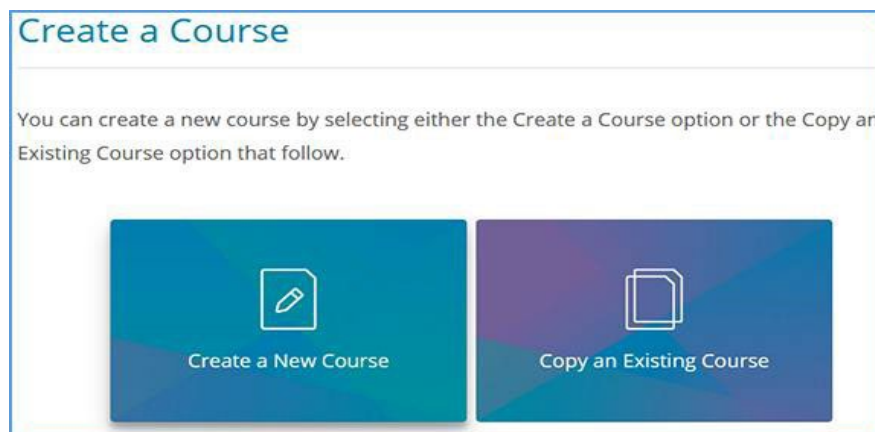 Create a Course
You can create a new course by selecting either the Create a Course option or the Copy an
Existing Course option that follow.
Create a New Course
Copy an Existing Course